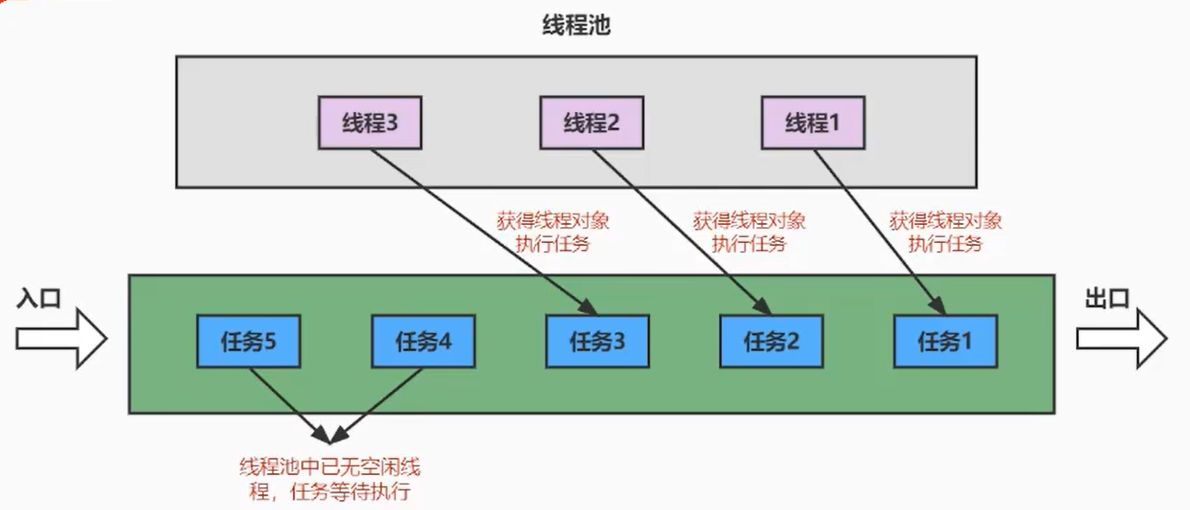 线程池
线程3
线程2
线程1
获得线程对象
执行任务
获得线程对象
执行任务
获得线程对象
执行任务
入口
出口
任务5
任务4
任务3
任务2
任务1
线程池中已无空闲线
程，任务等待执行